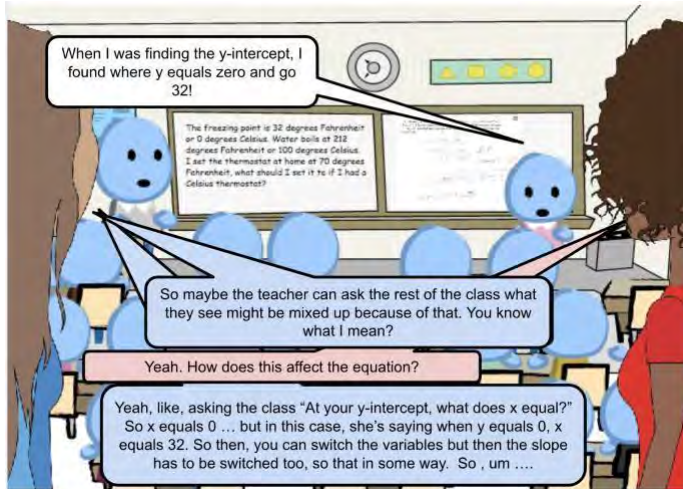 When I was finding the y-intercept, I
found where y equals zero and go
32!
The freezing point is 32 degrees Fahrenheit
or 0 degrees Celsius. Water boils at 212
degrees Fahrenheit or 100 degrees Celsius.
I set the thermostat at home at 70 degrees
Fahrenheit, what should I set it to if I had a
Celsius thermostat?
So maybe the teacher can ask the rest of the class what
they see might be mixed up because of that. You know
what I mean?
Yeah. How does this affect the equation?
Yeah, like, asking the class “At your y-intercept, what does x equal?”
So x equals 0 ... but in this case, she’s saying when y equals 0, x
equals 32. So then, you can switch the variables but then the slope
has to be switched too, so that in some way. So , um ....